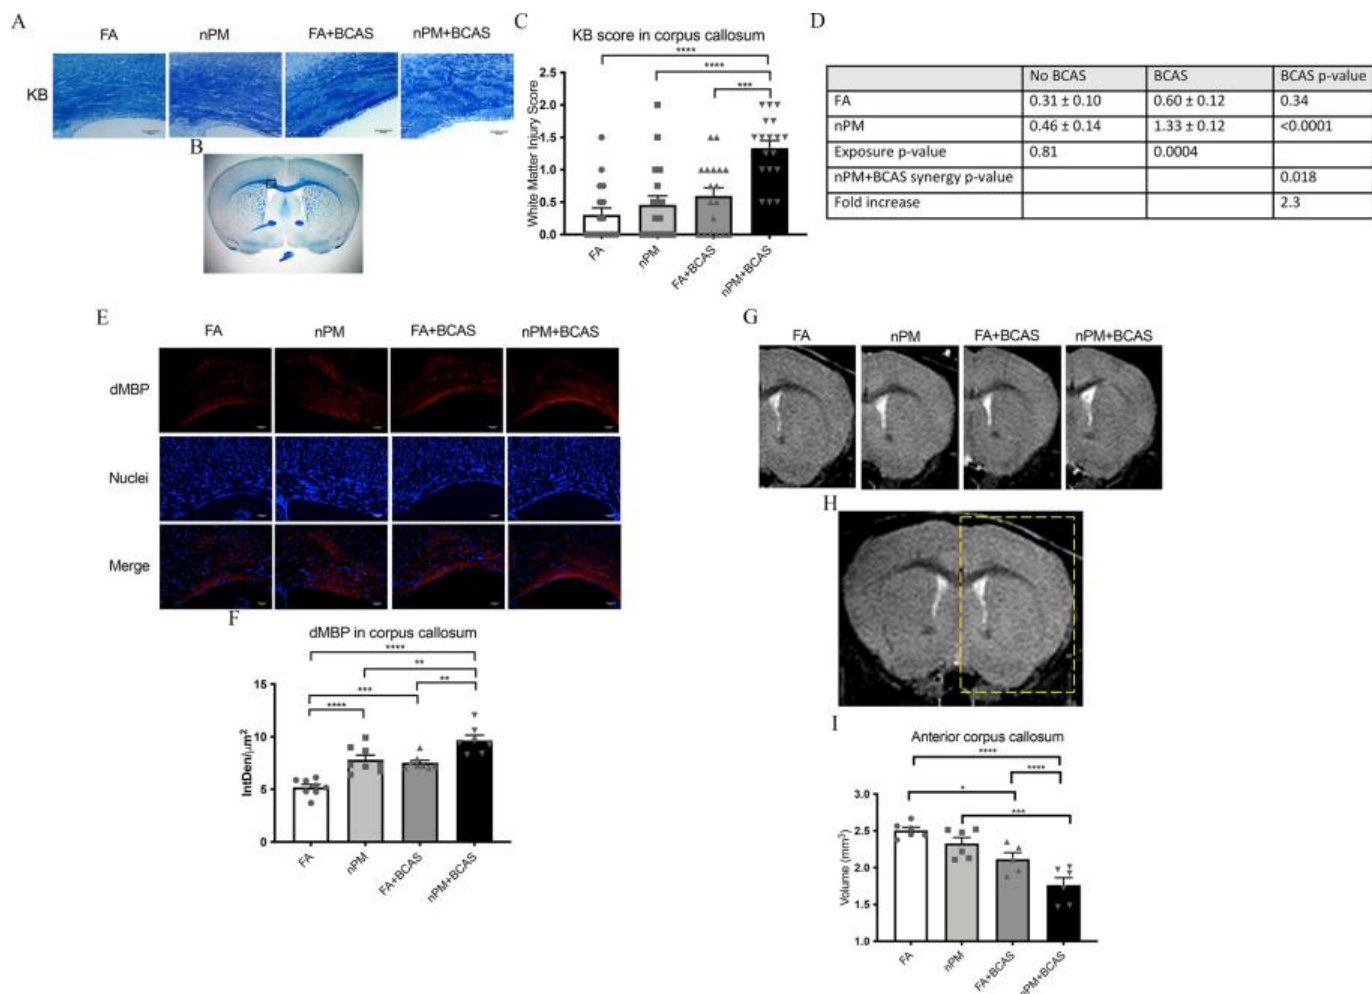 A
FA
nPM
FA+BCAS
nPM+BCAS
KB
B
C
KB score in corpus callosum
****
****
***
White Matter Injury Score
2.5
2.0
1.5
1.0
0.5
0.0
FA
nPM
FA+BCAS
nPM+BCAS
D
No BCAS BCAS BCAS p-value
FA 0.31 ± 0.10 0.60 ± 0.12 0.34
nPM 0.46 ± 0.14 1.33 ± 0.12 <0.0001
Exposure p-value 0.81 0.0004
nPM+BCAS synergy p-value 0.018
Fold increase 2.3
E
FA
nPM
FA+BCAS
nPM+BCAS
dMBP
Nuclei
Merge
F
dMBP in corpus callosum
****
**
***
**
****
IntDen/μm²
15
10
5
0
FA
nPM
FA+BCAS
nPM+BCAS
G
FA
nPM
FA+BCAS
nPM+BCAS
H
I
Anterior corpus callosum
****
****
*
***
Volume (mm³)
3.0
2.5
2.0
1.5
1.0
FA
nPM
FA+BCAS
nPM+BCAS